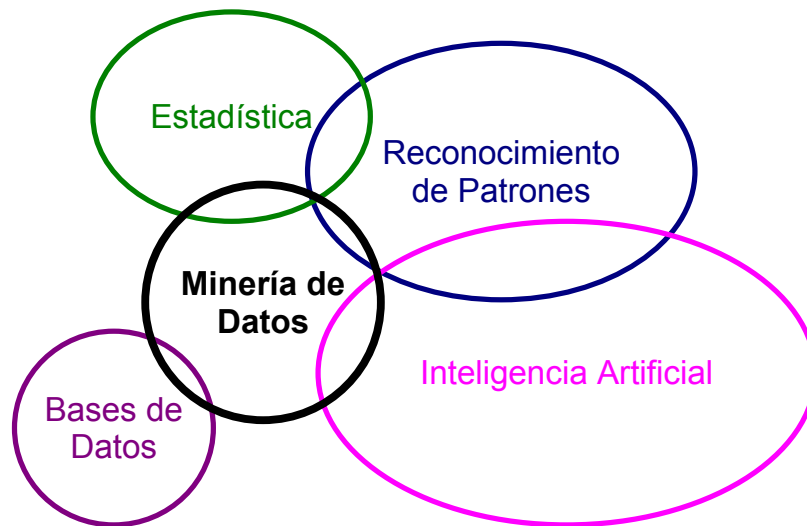 Estadística
Reconocimiento
de Patrones
Minería de
Datos
Inteligencia Artificial
Bases de
Datos